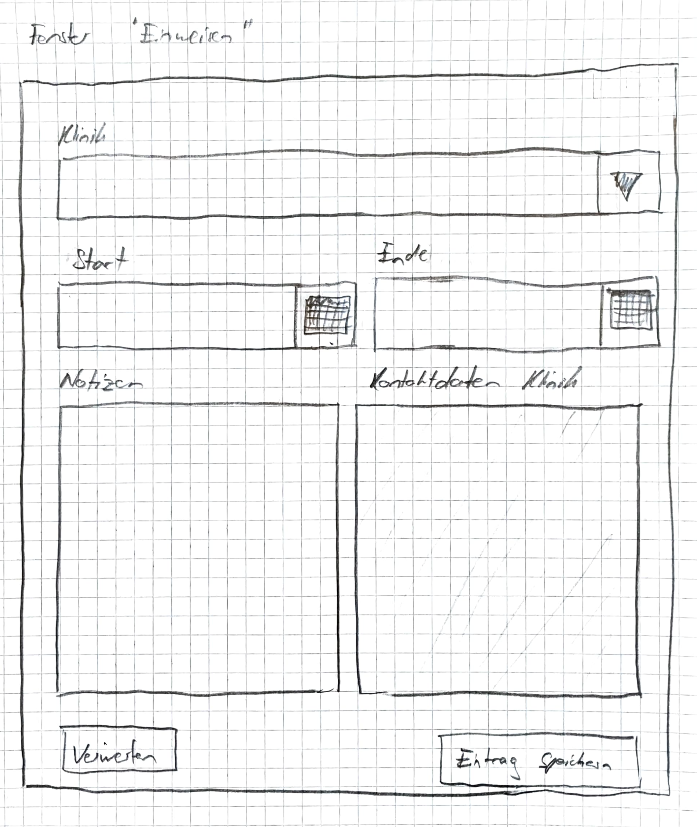 Fenster "Einweisen"
Klinik
Start Ende
Notizen Kontaktdaten Klinik
Verwerfen Eintrag speichern